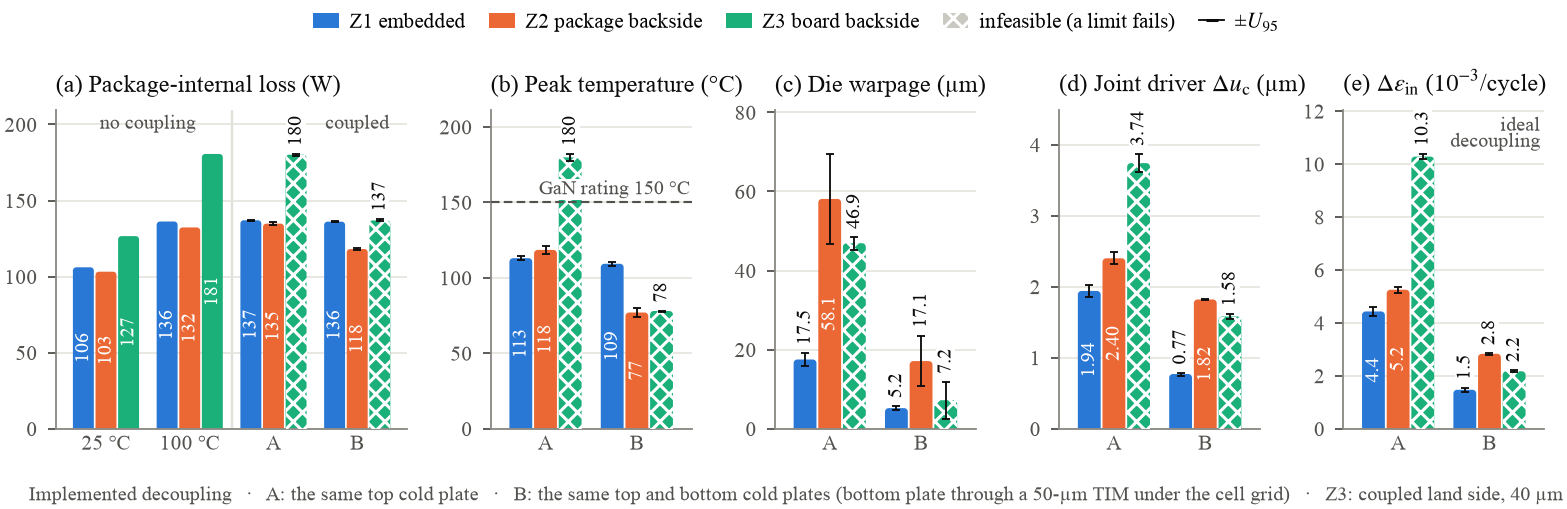 Z1 embedded Z2 package backside Z3 board backside infeasible (a limit fails) ±U95
(a) Package-internal loss (W)
200
150
100
50
0
no coupling
coupled
106
103
127
136
132
181
137
135
180
136
118
137
25 °C
100 °C
A
B
(b) Peak temperature (°C)
200
150
100
50
0
GaN rating 150 °C
113
118
180
109
77
78
A
B
(c) Die warpage (µm)
80
60
40
20
0
17.5
58.1
46.9
5.2
17.1
7.2
A
B
(d) Joint driver Δuc (µm)
4
3
2
1
0
1.94
2.40
3.74
0.77
1.82
1.58
A
B
(e) Δεin (10−3/cycle)
12
10
8
6
4
2
0
ideal
decoupling
4.4
5.2
10.3
1.5
2.8
2.2
A
B
Implemented decoupling · A: the same top cold plate · B: the same top and bottom cold plates (bottom plate through a 50-µm TIM under the cell grid) · Z3: coupled land side, 40 µm